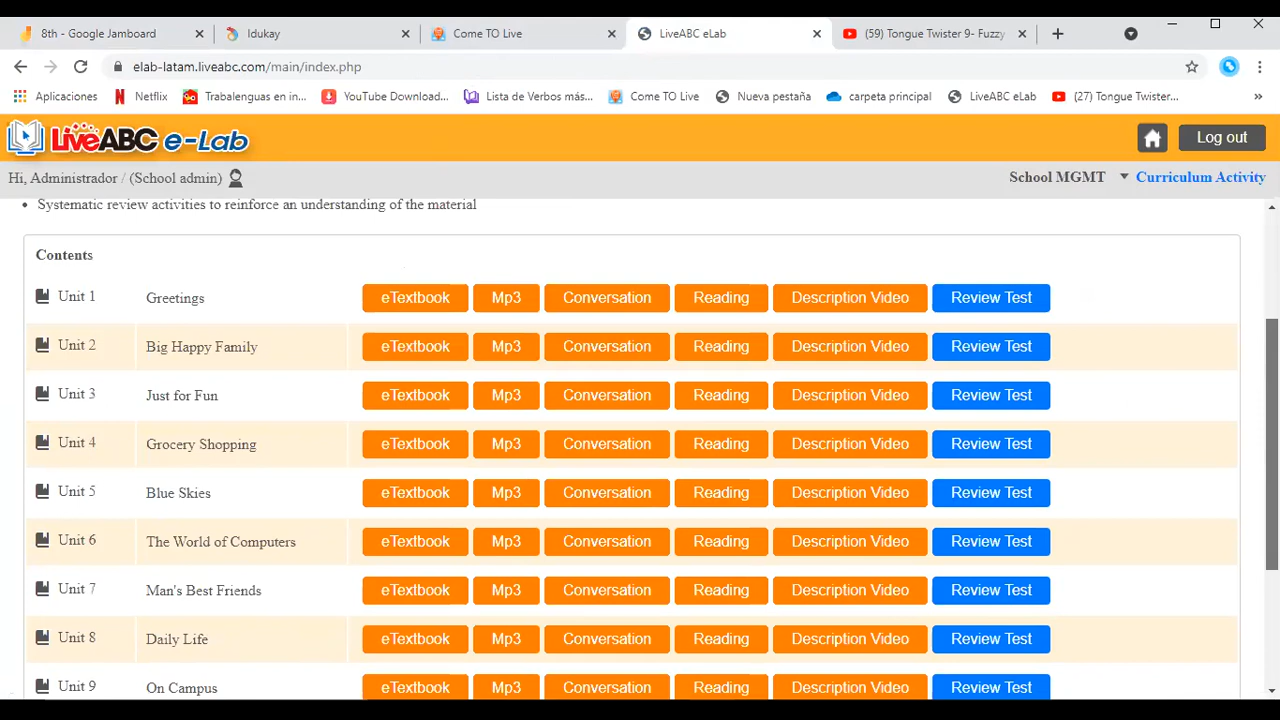 8th - Google Jamboard
Idukay
Come TO Live
LiveABC eLab
(59) Tongue Twister 9- Fuzzy
elab-latam.liveabc.com/main/index.php
Aplicaciones
Netflix
Trabalenguas en in...
YouTube Download...
Lista de Verbos más...
Come TO Live
Nueva pestaña
carpeta principal
LiveABC eLab
(27) Tongue Twister...
LiveABC e-Lab
Log out
Hi, Administrador / (School admin)
School MGMT
Curriculum Activity
Systematic review activities to reinforce an understanding of the material
Contents
Unit 1 Greetings eTextbook Mp3 Conversation Reading Description Video Review Test
Unit 2 Big Happy Family eTextbook Mp3 Conversation Reading Description Video Review Test
Unit 3 Just for Fun eTextbook Mp3 Conversation Reading Description Video Review Test
Unit 4 Grocery Shopping eTextbook Mp3 Conversation Reading Description Video Review Test
Unit 5 Blue Skies eTextbook Mp3 Conversation Reading Description Video Review Test
Unit 6 The World of Computers eTextbook Mp3 Conversation Reading Description Video Review Test
Unit 7 Man's Best Friends eTextbook Mp3 Conversation Reading Description Video Review Test
Unit 8 Daily Life eTextbook Mp3 Conversation Reading Description Video Review Test
Unit 9 On Campus eTextbook Mp3 Conversation Reading Description Video Review Test